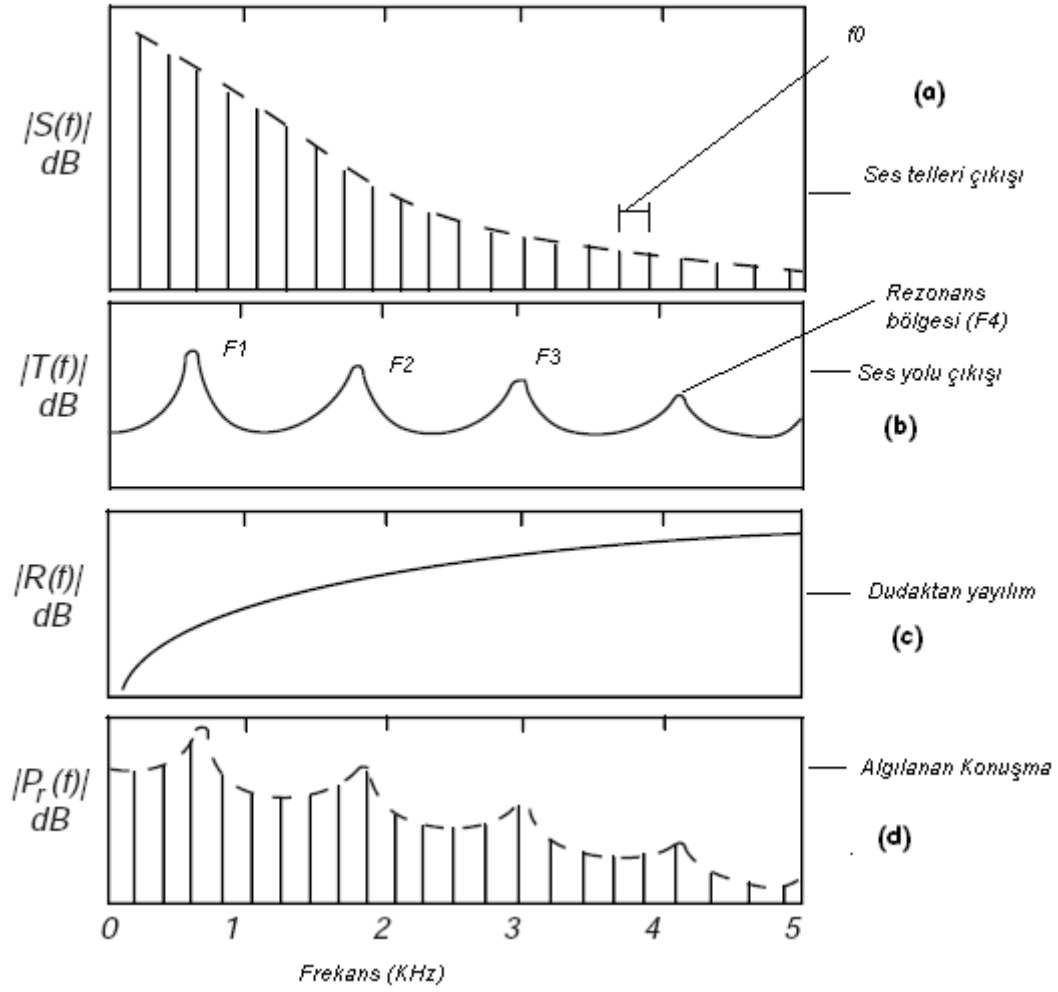 f0
(a)
|S(f)|
dB
Ses telleri çıkışı
Rezonans
bölgesi (F4)
F1
F2
F3
|T(f)|
dB
Ses yolu çıkışı
(b)
|R(f)|
dB
Dudaktan yayılım
(c)
|Pr(f)|
dB
Algılanan Konuşma
(d)
0 1 2 3 4 5
Frekans (KHz)